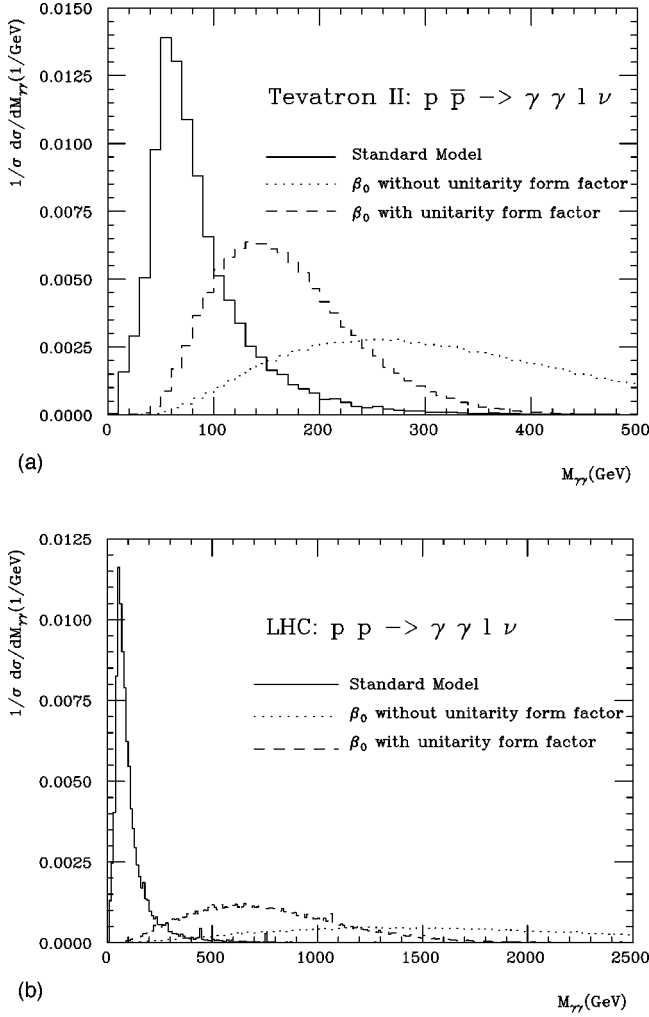 1/σ dσ/dM_γγ(1/GeV)
0.0150
0.0125
0.0100
0.0075
0.0050
0.0025
0.0000
Tevatron II: p p̅ -> γ γ l ν
Standard Model
β₀ without unitarity form factor
β₀ with unitarity form factor
0 100 200 300 400 500
(a)
M_γγ(GeV)
1/σ dσ/dM_γγ(1/GeV)
0.0125
0.0100
0.0075
0.0050
0.0025
0.0000
LHC: p p -> γ γ l ν
Standard Model
β₀ without unitarity form factor
β₀ with unitarity form factor
0 500 1000 1500 2000 2500
(b)
M_γγ(GeV)